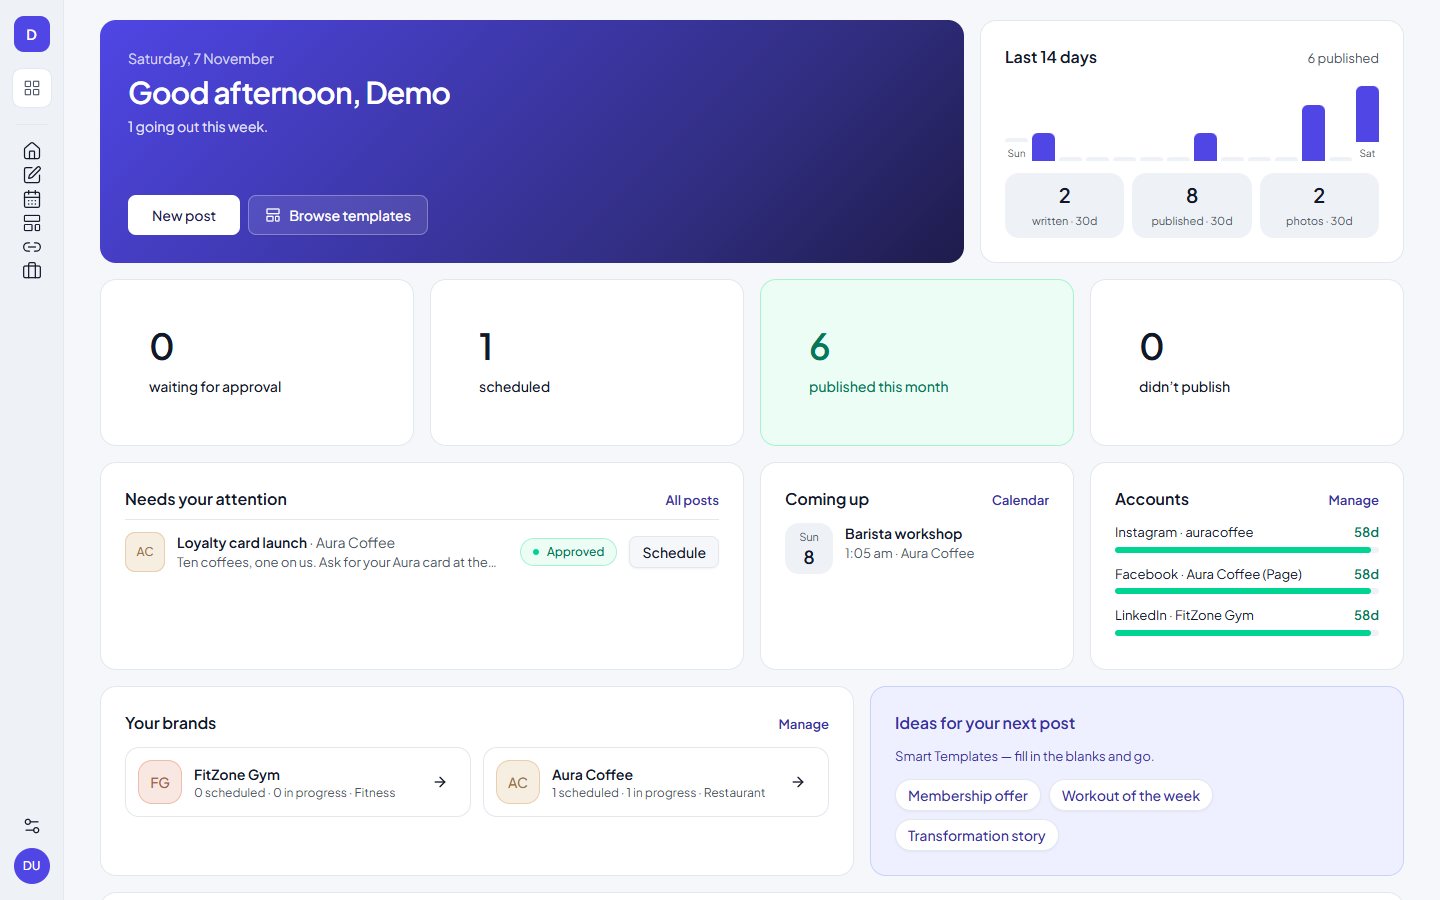 D
Saturday, 7 November
Good afternoon, Demo
1 going out this week.
New post
Browse templates
Last 14 days
6 published
Sun
Sat
2
written · 30d
8
published · 30d
2
photos · 30d
0
waiting for approval
1
scheduled
6
published this month
0
didn’t publish
Needs your attention
All posts
AC
Loyalty card launch · Aura Coffee
Ten coffees, one on us. Ask for your Aura card at the…
Approved
Schedule
Coming up
Calendar
Sun
8
Barista workshop
1:05 am · Aura Coffee
Accounts
Manage
Instagram · auracoffee
58d
Facebook · Aura Coffee (Page)
58d
LinkedIn · FitZone Gym
58d
Your brands
Manage
FG
FitZone Gym
0 scheduled · 0 in progress · Fitness
AC
Aura Coffee
1 scheduled · 1 in progress · Restaurant
Ideas for your next post
Smart Templates — fill in the blanks and go.
Membership offer
Workout of the week
Transformation story
DU